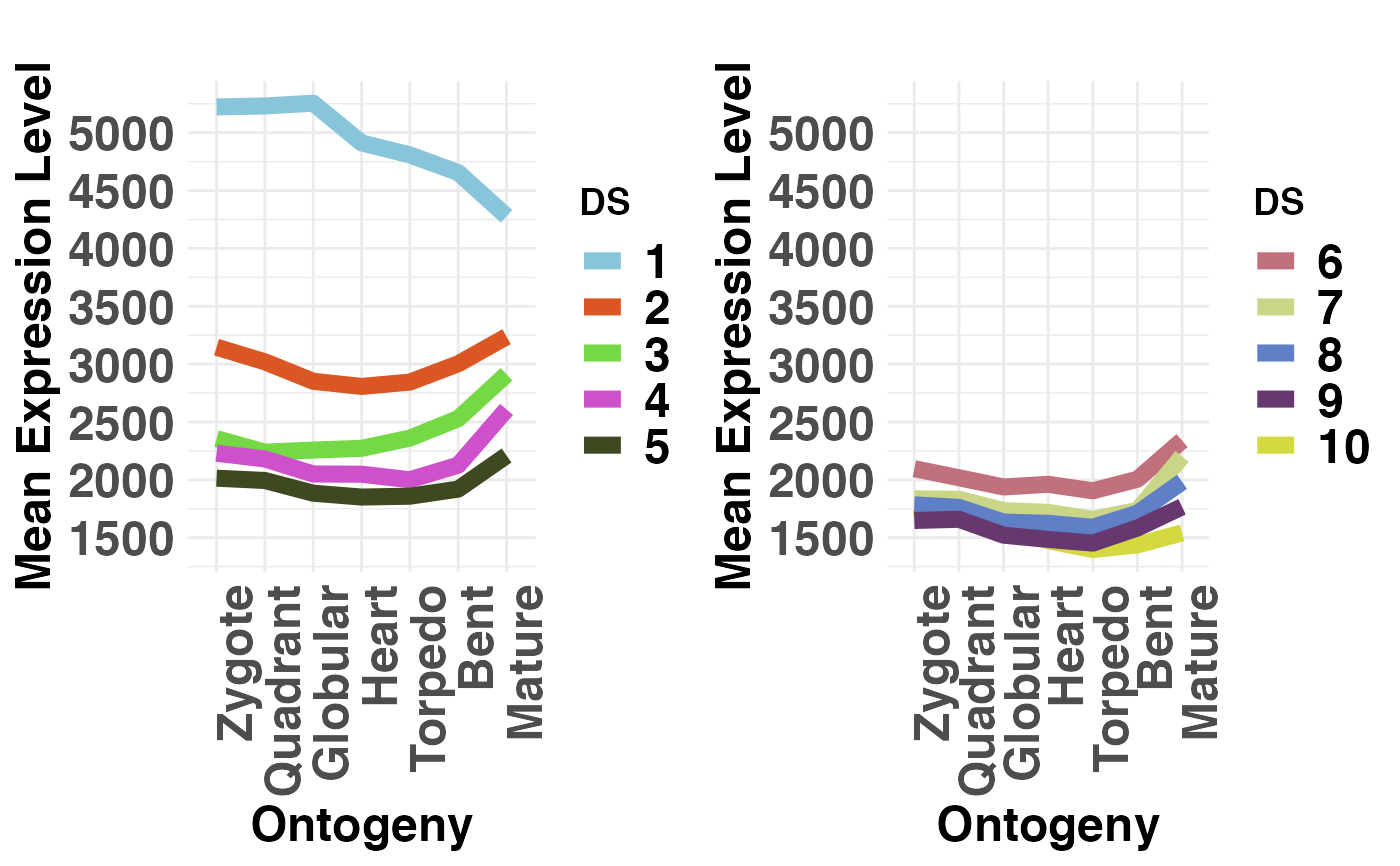 Mean Expression Level
5000
4500
4000
3500
3000
2500
2000
1500
Zygote
Quadrant
Globular
Heart
Torpedo
Bent
Mature
Ontogeny
DS
1
2
3
4
5
Mean Expression Level
5000
4500
4000
3500
3000
2500
2000
1500
Zygote
Quadrant
Globular
Heart
Torpedo
Bent
Mature
Ontogeny
DS
6
7
8
9
10